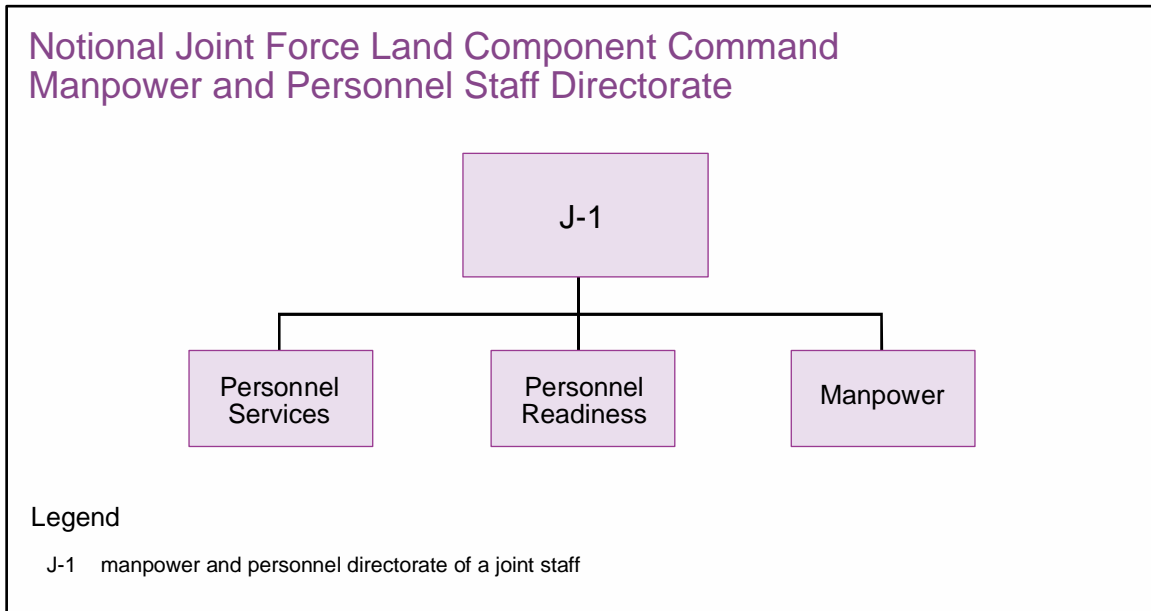 Notional Joint Force Land Component Command
Manpower and Personnel Staff Directorate
J-1
Personnel
Services
Personnel
Readiness
Manpower
Legend
J-1 manpower and personnel directorate of a joint staff